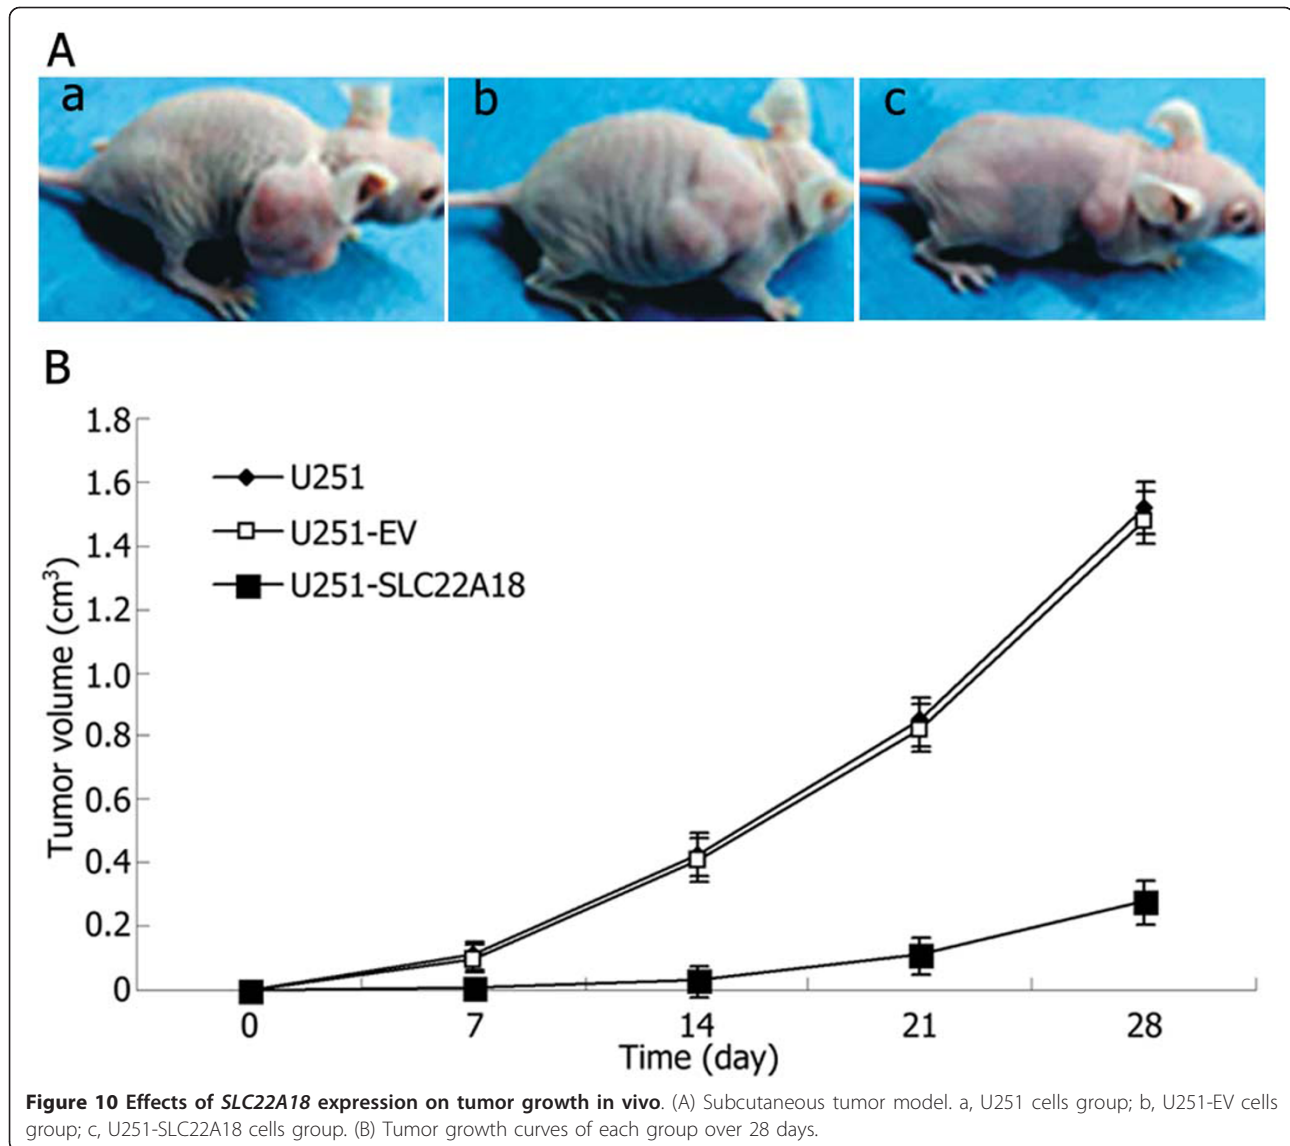 A
a
b
c
B
1.8
1.6
1.4
1.2
1.0
0.8
0.6
0.4
0.2
0
Tumor volume (cm³)
U251
U251-EV
U251-SLC22A18
0 7 14 21 28
Time (day)
Figure 10 Effects of SLC22A18 expression on tumor growth in vivo. (A) Subcutaneous tumor model. a, U251 cells group; b, U251-EV cells
group; c, U251-SLC22A18 cells group. (B) Tumor growth curves of each group over 28 days.